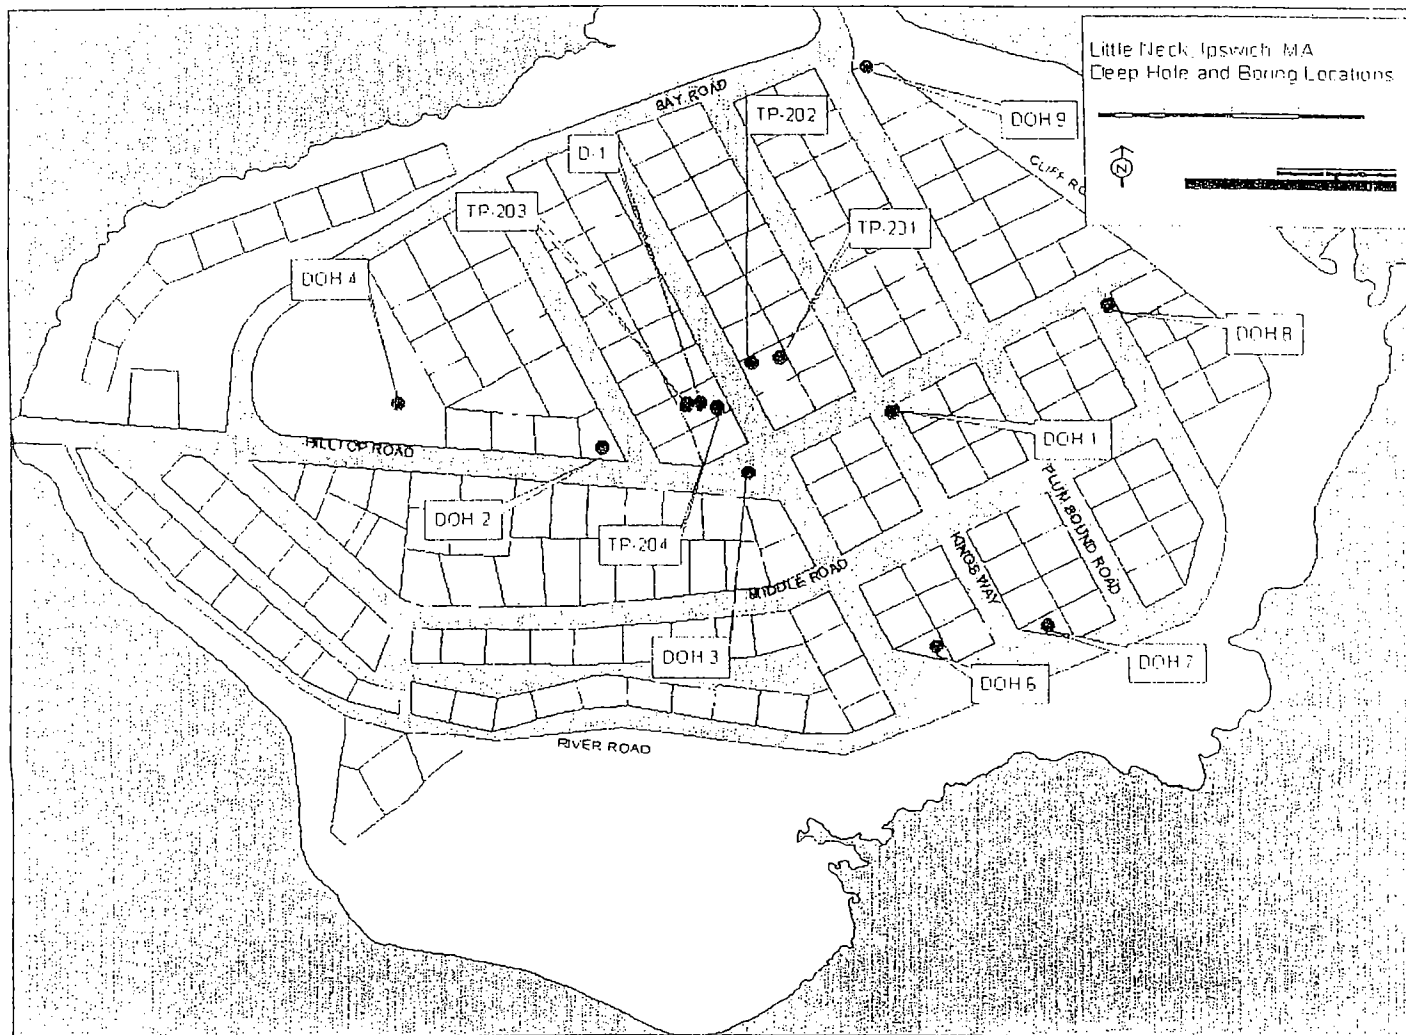 Little Neck, Ipswich, MA
Deep Hole and Boring Locations
N
BAY ROAD
TP-202
DOH 9
D-1
CLIFF
TP-203
TP-201
DOH 4
DOH 8
DOH 1
HILLTOP ROAD
DOH 2
PLUM SOUND ROAD
TP-204
KINGS WAY
MIDDLE ROAD
DOH 3
DOH 7
DOH 6
RIVER ROAD